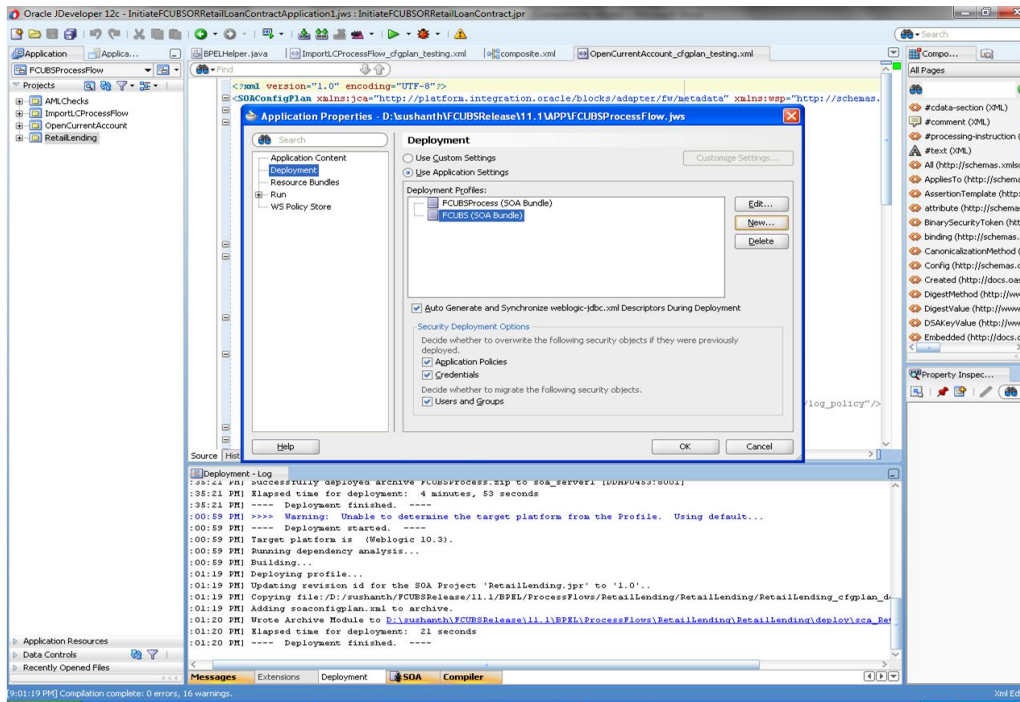 Oracle JDeveloper 12c - InitiateFCUBSORRetailLoanContractApplication1.jws : InitiateFCUBSORRetailLoanContract.jpr
Search
Application
Applica...
BPELHelper.java
ImportLCProcessFlow_cfgplan_testing.xml
composite.xml
OpenCurrentAccount_cfgplan_testing.xml
Compo...
FCUBSProcessFlow
Find
All Pages
Projects
AMLChecks
ImportLCProcessFlow
OpenCurrentAccount
RetailLending
<?xml version="1.0" encoding="UTF-8"?>
<SOAConfigPlan xmlns:jca="http://platform.integration.oracle/blocks/adapter/fw/metadata" xmlns:wsp="http://schemas.
Application Properties - D:\sushanth\FCUBSRelease\11.1\APP\FCUBSProcessFlow.jws
Search
Application Content
Deployment
Resource Bundles
Run
WS Policy Store
Deployment
Use Custom Settings
Customize Settings...
Use Application Settings
Deployment Profiles:
FCUBSProcess (SOA Bundle)
FCUBS (SOA Bundle)
Edit...
New...
Delete
Auto Generate and Synchronize weblogic-jdbc.xml Descriptors During Deployment
Security Deployment Options
Decide whether to overwrite the following security objects if they were previously
deployed.
Application Policies
Credentials
Decide whether to migrate the following security objects.
Users and Groups
Help
OK
Cancel
/log_policy"/>
#cdata-section (XML)
#comment (XML)
#processing-instruction (
#text (XML)
All (http://schemas.xmlso
AppliesTo (http://schema
AssertionTemplate (http:
attribute (http://schemas
BinarySecurityToken (htt
binding (http://schemas.
CanonicalizationMethod (
Config (http://schemas.o
Created (http://docs.oas
DigestMethod (http://ww
DigestValue (http://www
DSAKeyValue (http://ww
Embedded (http://docs.o
Property Inspec...
Source
Hist
Deployment - Log
:35:21 PM] Successfully deployed archive FCUBSProcess.zip to soa_server1 [DDHP0453:8001]
:35:21 PM] Elapsed time for deployment: 4 minutes, 53 seconds
:35:21 PM] ---- Deployment finished. ----
:00:59 PM] >>>> Warning: Unable to determine the target platform from the Profile. Using default...
:00:59 PM] ---- Deployment started. ----
:00:59 PM] Target platform is (Weblogic 10.3).
:00:59 PM] Running dependency analysis...
:00:59 PM] Building...
:01:19 PM] Deploying profile...
:01:19 PM] Updating revision id for the SOA Project 'RetailLending.jpr' to '1.0'..
:01:19 PM] Copying file:/D:/sushanth/FCUBSRelease/11.1/BPEL/ProcessFlows/RetailLending/RetailLending/RetailLending_cfgplan_d
:01:19 PM] Adding soaconfigplan.xml to archive.
:01:20 PM] Wrote Archive Module to D:\sushanth\FCUBSRelease\11.1\BPEL\ProcessFlows\RetailLending\RetailLending\deploy\sca_Ret
:01:20 PM] Elapsed time for deployment: 21 seconds
:01:20 PM] ---- Deployment finished. ----
Application Resources
Data Controls
Recently Opened Files
Messages
Extensions
Deployment
SOA
Compiler
[9:01:19 PM] Compilation complete: 0 errors, 16 warnings.
Xml Ed